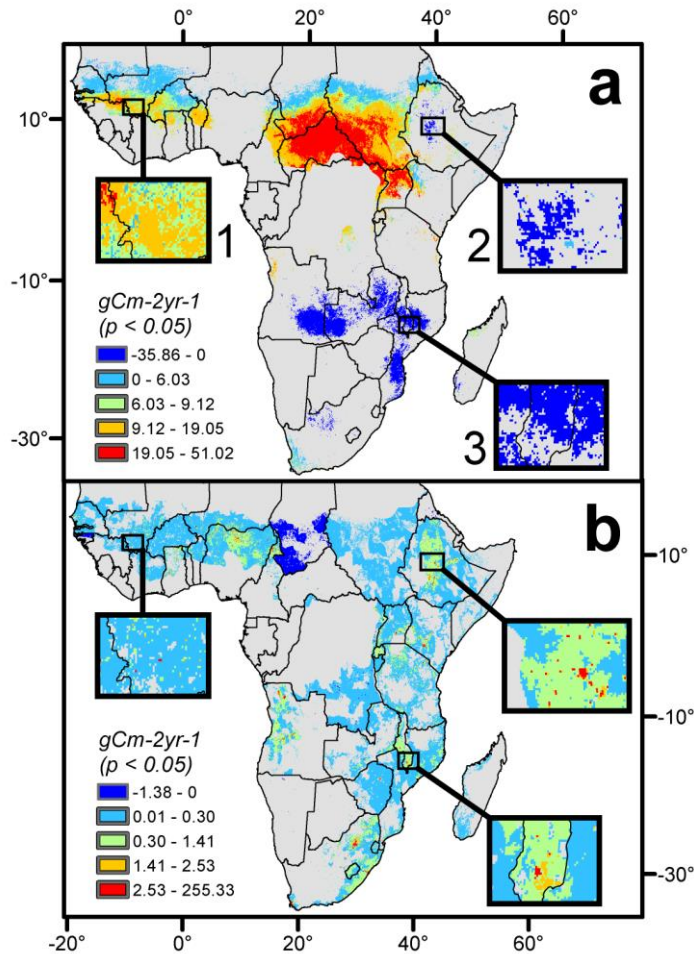 0° 20° 40° 60°
a
10°
1
2
-10°
gCm-2yr-1
(p < 0.05)
-35.86 - 0
0 - 6.03
6.03 - 9.12
9.12 - 19.05
19.05 - 51.02
3
-30°
b
10°
-10°
gCm-2yr-1
(p < 0.05)
-1.38 - 0
0.01 - 0.30
0.30 - 1.41
1.41 - 2.53
2.53 - 255.33
-30°
-20° 0° 20° 40° 60°